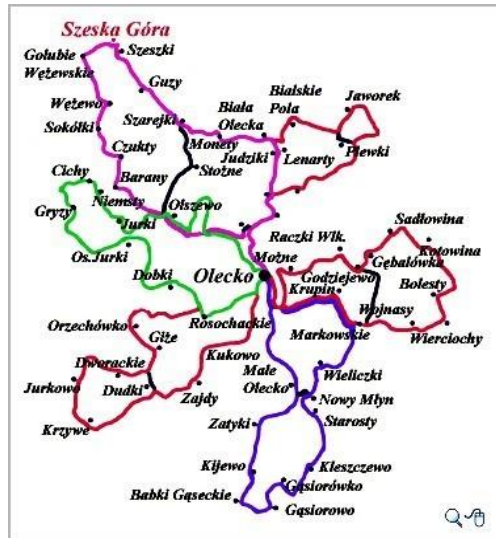 Szeska Góra
Szeszki
Gołubie
Wężewskie
Guzy
Bialskie
Pola
Jaworek
Wężewo
Szarejki
Biała
Olecka
Sokółki
Monety
Lenarty
Plewki
Czukty
Judziki
Stożne
Cichy
Barany
Niemsty
Gryzy
Jurki
Olszewo
Sadłowina
Raczki Wlk.
Kotowina
Os.Jurki
Możne
Gębalówka
Olecko
Godziejewo
Dobki
Krupin
Bolesty
Wojnasy
Orzechówko
Rosochackie
Markowskie
Wierciochy
Giże
Kukowo
Dworackie
Małe
Olecko
Wieliczki
Jurkowo
Dudki
Zajdy
Nowy Młyn
Krzywe
Zatyki
Starosty
Kijewo
Kleszczewo
Gąsiorówko
Babki Gąseckie
Gąsiorowo